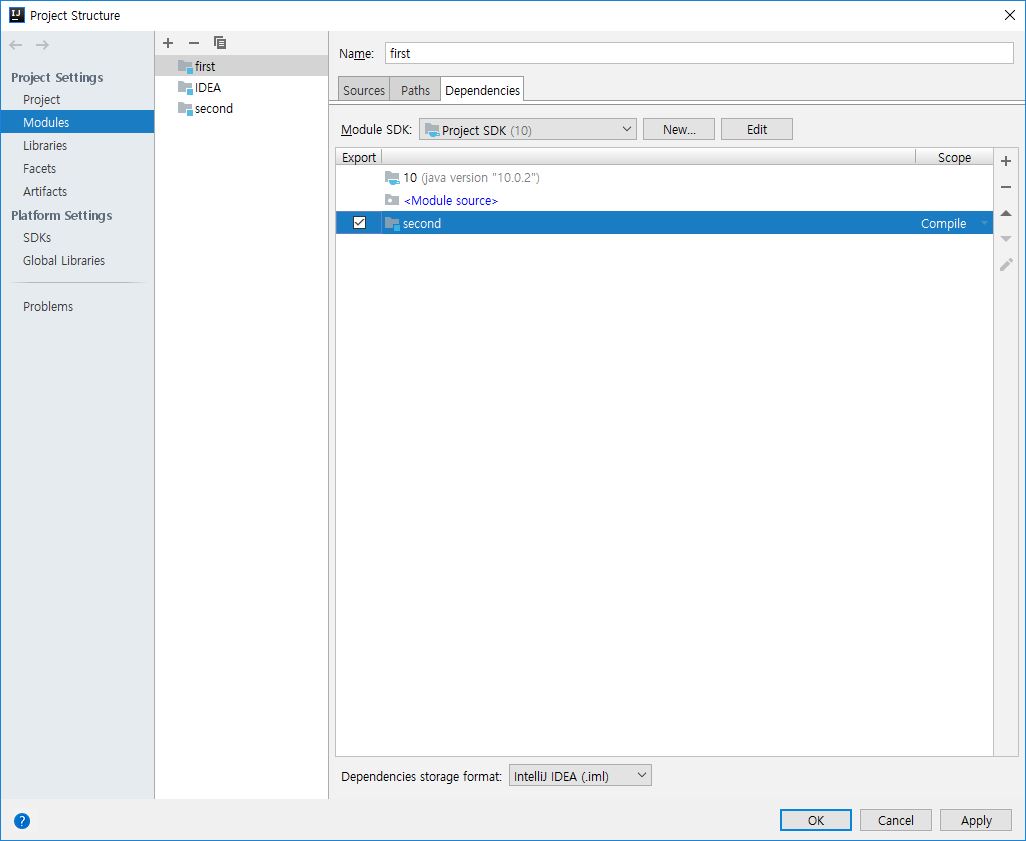 Project Structure
Project Settings
Project
Modules
Libraries
Facets
Artifacts
Platform Settings
SDKs
Global Libraries
Problems
first
IDEA
second
Name: first
Sources Paths Dependencies
Module SDK: Project SDK (10) New... Edit
Export Scope
10 (java version "10.0.2")
<Module source>
second Compile
Dependencies storage format: IntelliJ IDEA (.iml)
? OK Cancel Apply